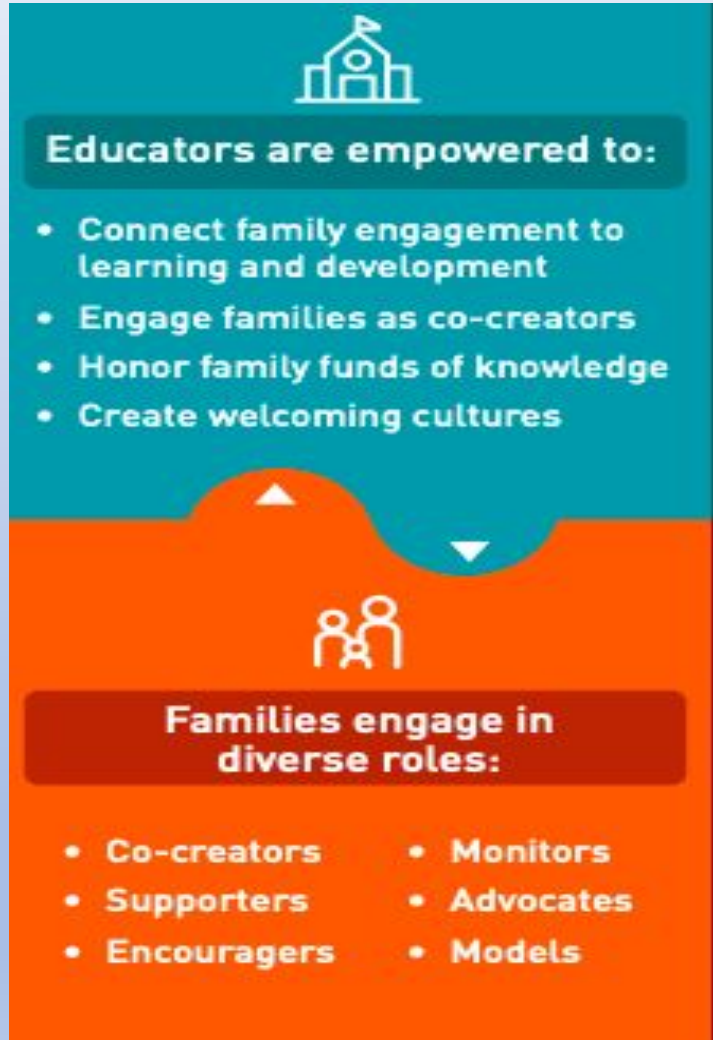 Educators are empowered to:
• Connect family engagement to
learning and development
• Engage families as co-creators
• Honor family funds of knowledge
• Create welcoming cultures
Families engage in
diverse roles:
• Co-creators
• Supporters
• Encouragers
• Monitors
• Advocates
• Models